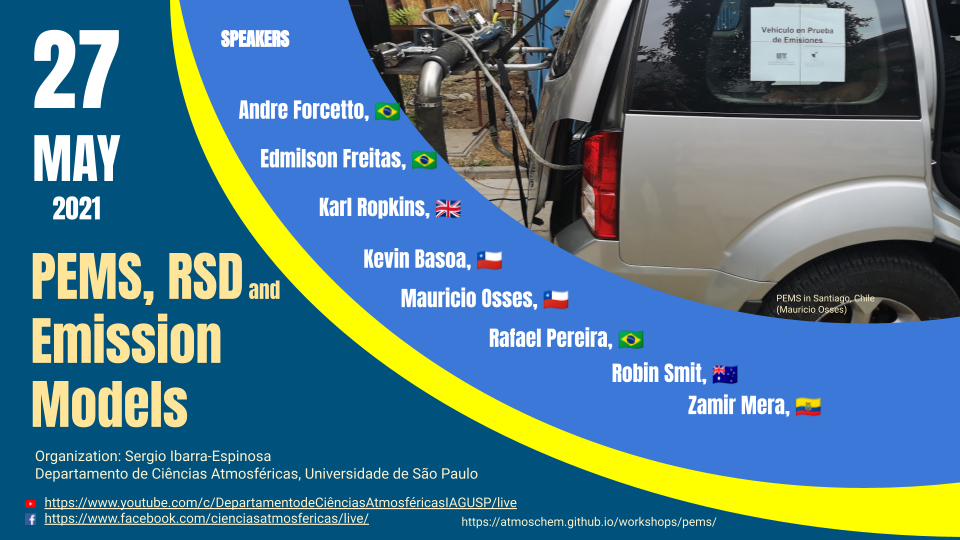 27
MAY
2021
PEMS, RSD and
Emission
Models
SPEAKERS
Andre Forcetto,
Edmilson Freitas,
Karl Ropkins,
Kevin Basoa,
Mauricio Osses,
Rafael Pereira,
Robin Smit,
Zamir Mera,
Vehículo en Prueba
de Emisiones
PEMS in Santiago, Chile
(Mauricio Osses)
Organization: Sergio Ibarra-Espinosa
Departamento de Ciências Atmosféricas, Universidade de São Paulo
https://www.youtube.com/c/DepartamentodeCiênciasAtmosféricasIAGUSP/live
https://www.facebook.com/cienciasatmosfericas/live/
https://atmoschem.github.io/workshops/pems/